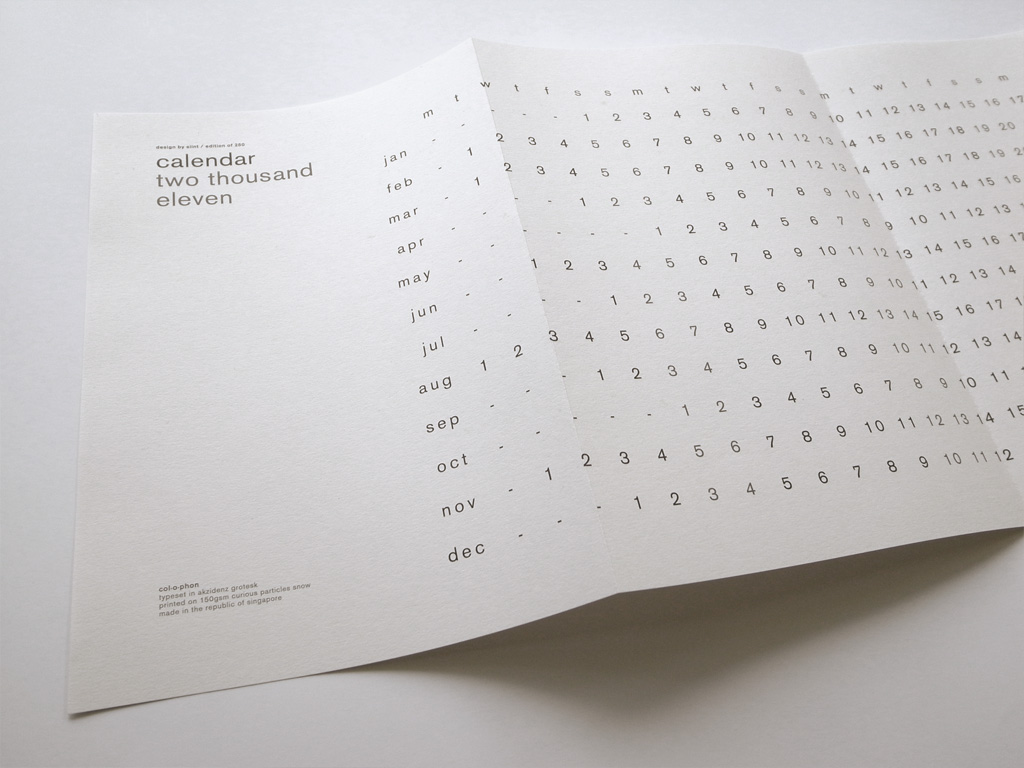 design by elint / edition of 200
calendar
two thousand
eleven
m t w t f s s m t w t f s s m t w t f s s m
jan - - - - - 1 2 3 4 5 6 7 8 9 10 11 12 13 14 15 16 17
feb - 1 2 3 4 5 6 7 8 9 10 11 12 13 14 15 16 17 18 19 20
mar - 1 2 3 4 5 6 7 8 9 10 11 12 13 14 15 16 17 18 19
apr - - - - 1 2 3 4 5 6 7 8 9 10 11 12 13 14 15 16
may - - - - - - 1 2 3 4 5 6 7 8 9 10 11 12 13
jun - - 1 2 3 4 5 6 7 8 9 10 11 12 13 14 15 16 17
jul - - - - 1 2 3 4 5 6 7 8 9 10 11 12 13 14
aug 1 2 3 4 5 6 7 8 9 10 11 12 13 14 15 16 17
sep - - - 1 2 3 4 5 6 7 8 9 10 11 12 13 14
oct - - - - - 1 2 3 4 5 6 7 8 9 10 11
nov - 1 2 3 4 5 6 7 8 9 10 11 12 13 14 15
dec - - - 1 2 3 4 5 6 7 8 9 10 11 12
col·o·phon
typeset in akzidenz grotesk
printed on 150gsm curious particles snow
made in the republic of singapore